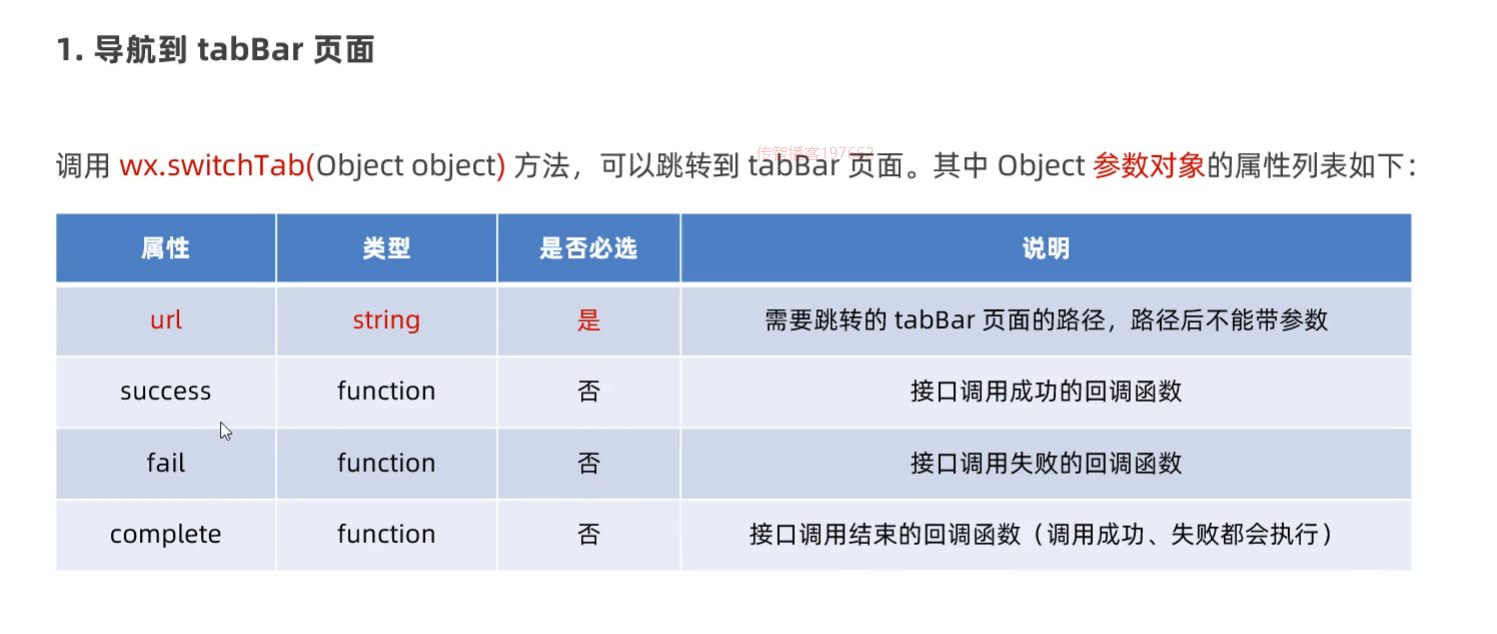 1. 导航到 tabBar 页面
传智播客197663
调用 wx.switchTab(Object object) 方法，可以跳转到 tabBar 页面。其中 Object 参数对象的属性列表如下：
属性 类型 是否必选 说明
url string 是 需要跳转的 tabBar 页面的路径，路径后不能带参数
success function 否 接口调用成功的回调函数
fail function 否 接口调用失败的回调函数
complete function 否 接口调用结束的回调函数（调用成功、失败都会执行）